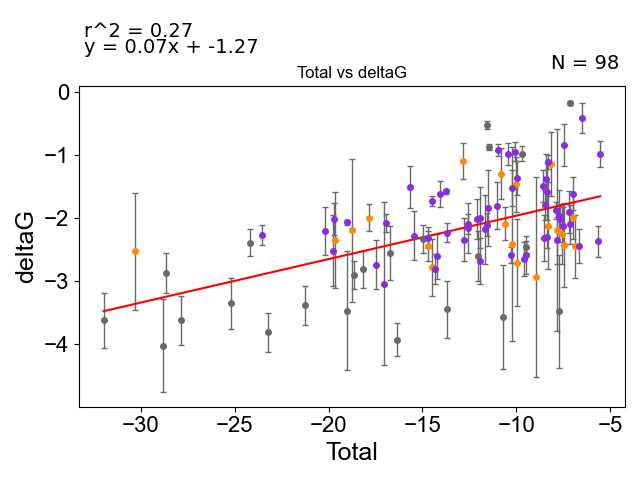 r^2 = 0.27
y = 0.07x + -1.27
N = 98
Total vs deltaG
0
−1
−2
−3
−4
deltaG
−30 −25 −20 −15 −10 −5
Total